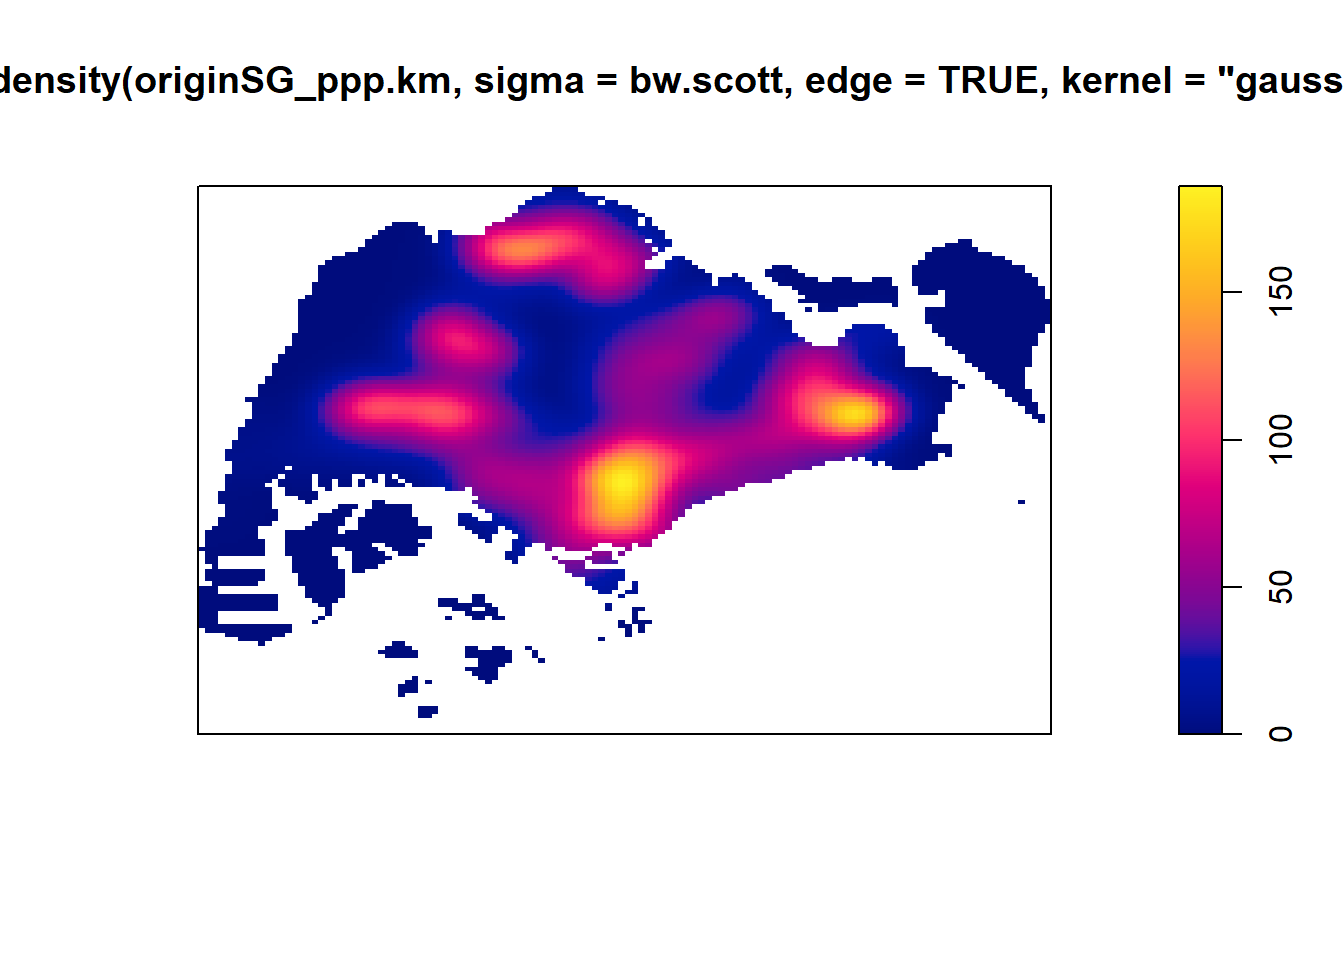 density(originSG_ppp.km, sigma = bw.scott, edge = TRUE, kernel = "gauss
150
100
50
0